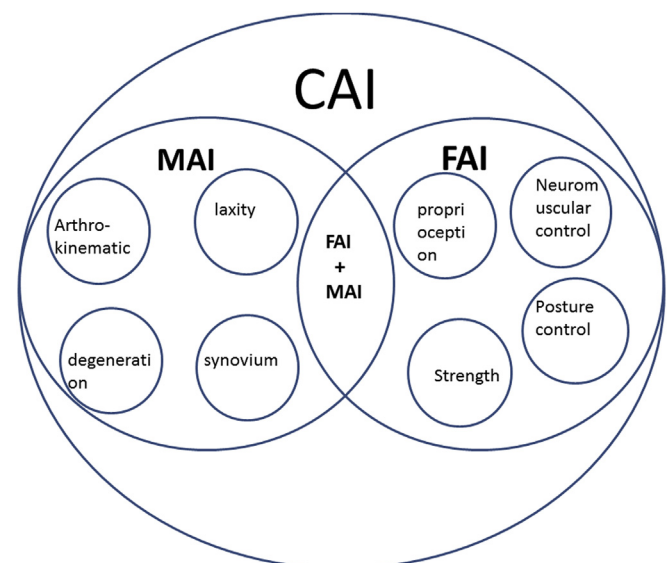 CAI
MAI
FAI
Arthro-
kinematic
laxity
degenerati
on
synovium
FAI
+
MAI
propri
ocepti
on
Neurom
uscular
control
Posture
control
Strength